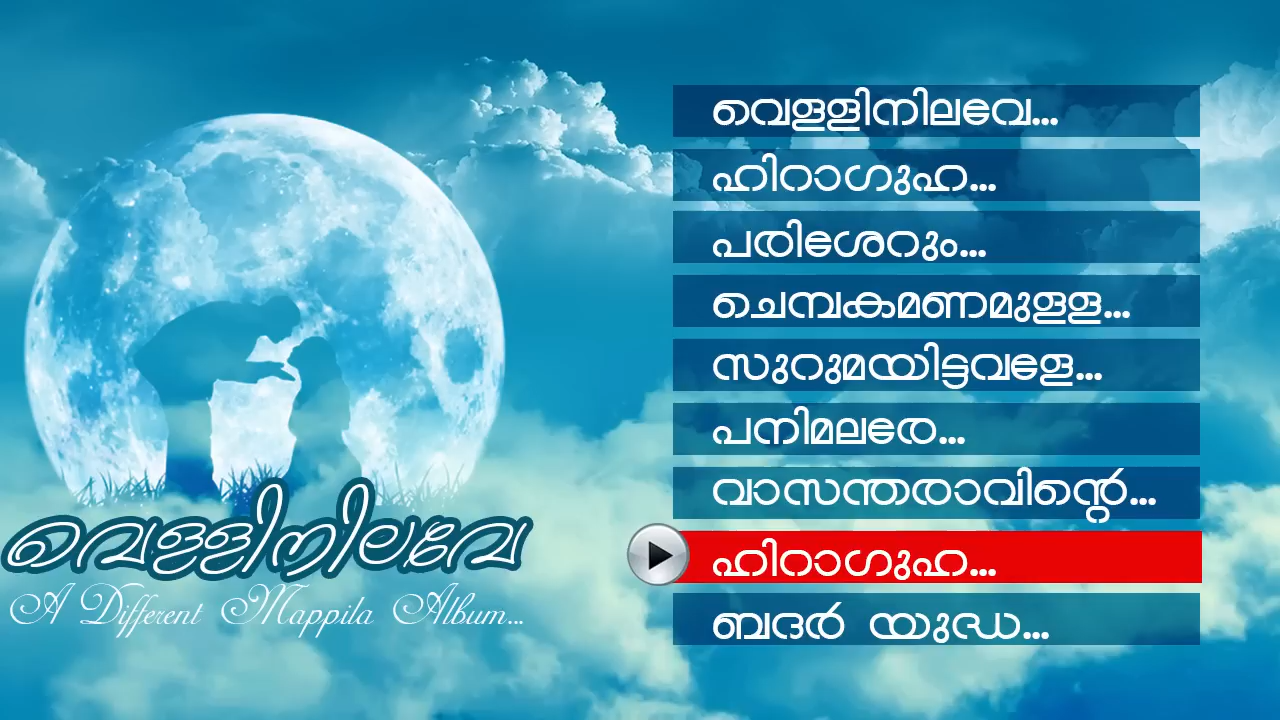 വെള്ളിനിലവേ...
ഹിറാഗുഹ...
പരിശേറും...
ചെമ്പകമണമുള്ള...
സുറുമയിട്ടവളേ...
പനിമലരേ...
വാസന്തരാവിന്റെ...
ഹിറാഗുഹ...
ബദർ യുദ്ധ...
വെള്ളിനിലവേ
A Different Mappila Album...